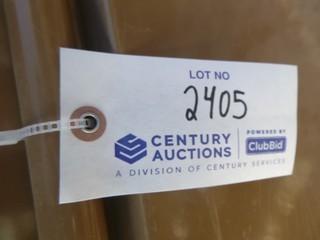 LOT NO
2405
CENTURY
AUCTIONS
POWERED BY
ClubBid
A DIVISION OF CENTURY SERVICES